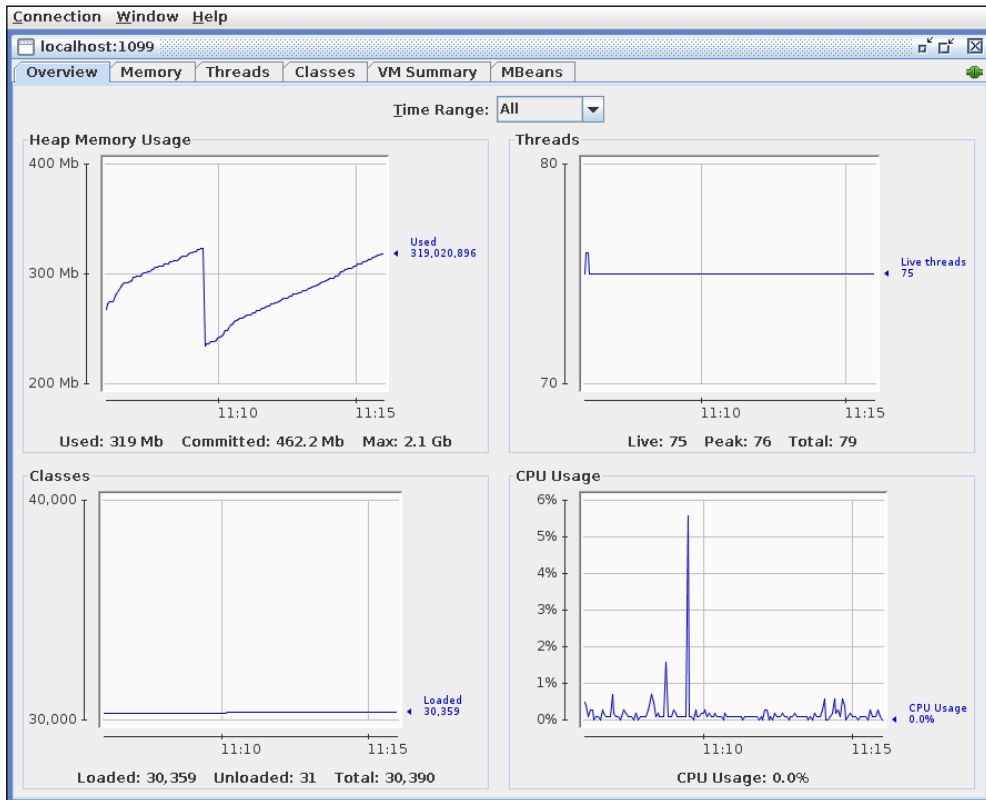 Connection Window Help
localhost:1099
Overview Memory Threads Classes VM Summary MBeans
Time Range: All
Heap Memory Usage
400 Mb
300 Mb
200 Mb
Used
319,020,896
11:10 11:15
Used: 319 Mb Committed: 462.2 Mb Max: 2.1 Gb
Threads
80
70
Live threads
75
11:10 11:15
Live: 75 Peak: 76 Total: 79
Classes
40,000
30,000
Loaded
30,359
11:10 11:15
Loaded: 30,359 Unloaded: 31 Total: 30,390
CPU Usage
6%
5%
4%
3%
2%
1%
0%
CPU Usage
0.0%
11:10 11:15
CPU Usage: 0.0%